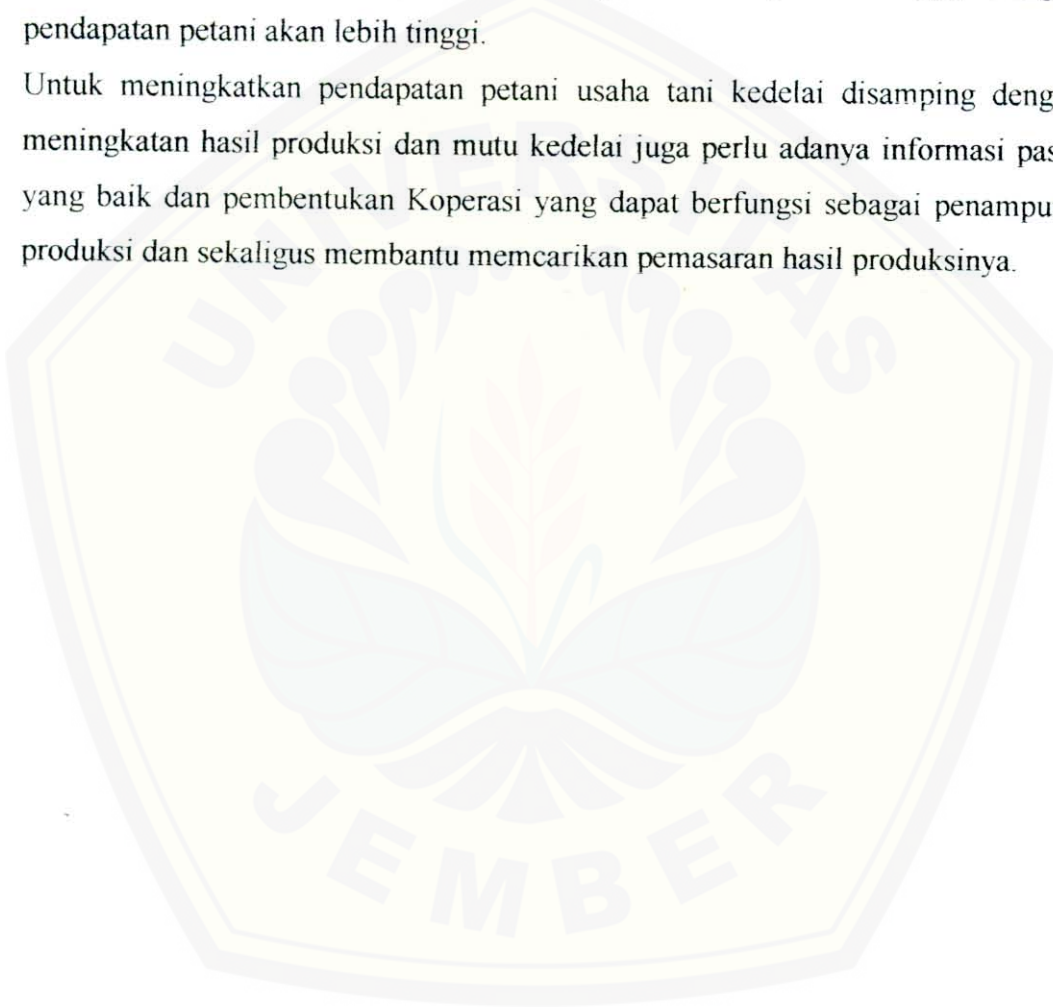 pendapatan petani akan lebih tinggi.
Untuk meningkatkan pendapatan petani usaha tani kedelai disamping deng
meningkatan hasil produksi dan mutu kedelai juga perlu adanya informasi pas
yang baik dan pembentukan Koperasi yang dapat berfungsi sebagai penampu
produksi dan sekaligus membantu memcarikan pemasaran hasil produksinya.
UNIVERSITAS
JEMBER